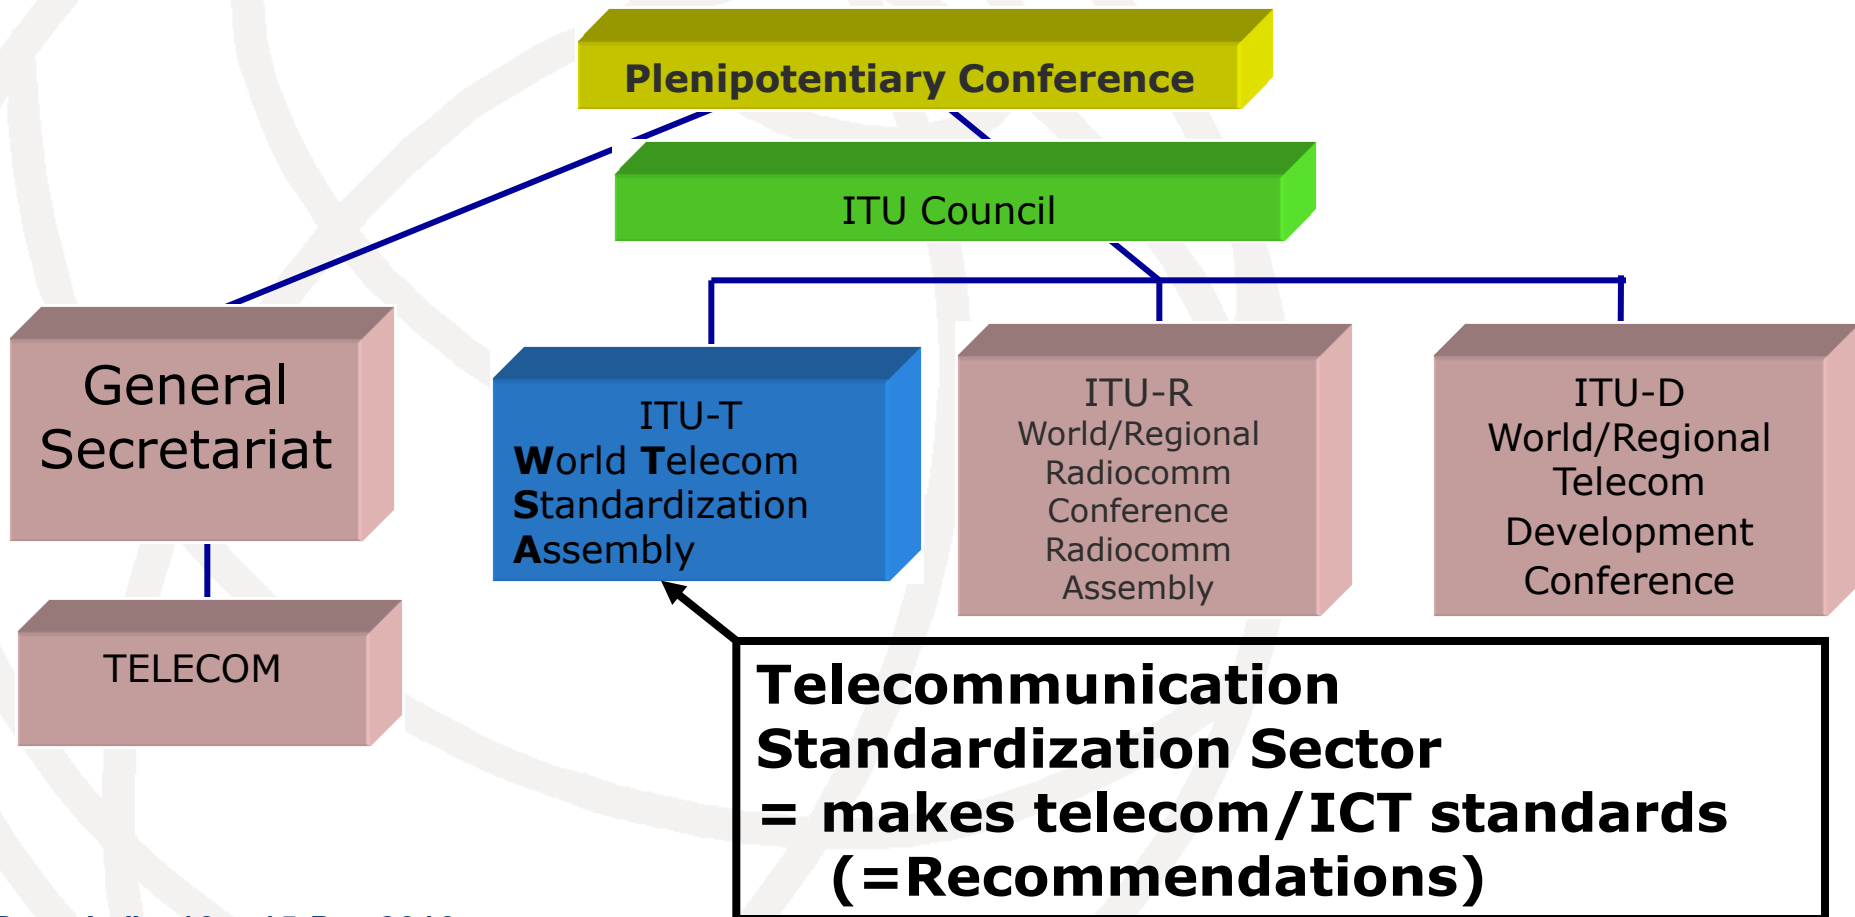 Plenipotentiary Conference
ITU Council
General
Secretariat
TELECOM
ITU-T
World Telecom
Standardization
Assembly
ITU-R
World/Regional
Radiocomm
Conference
Radiocomm
Assembly
ITU-D
World/Regional
Telecom
Development
Conference
Telecommunication
Standardization Sector
= makes telecom/ICT standards
(=Recommendations)